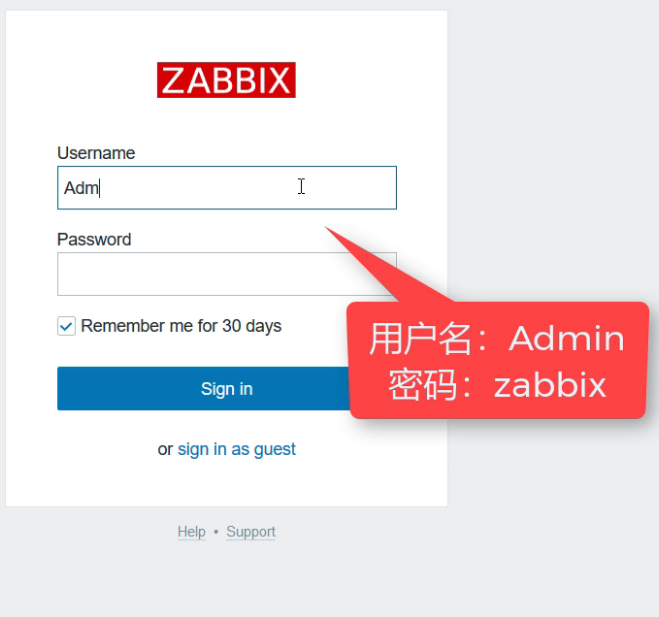 ZABBIX
Username
Adm
Password
Remember me for 30 days
用户名：Admin
密码：zabbix
Sign in
or sign in as guest
Help • Support